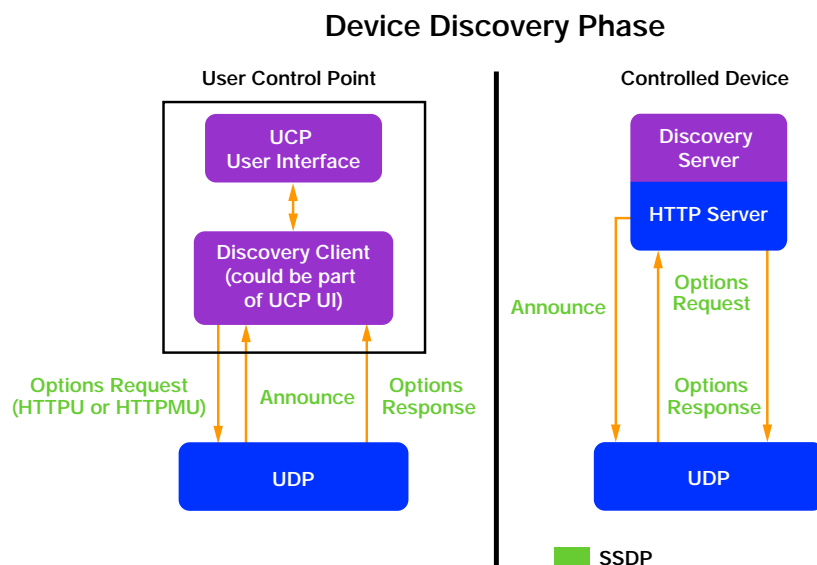 Device Discovery Phase
User Control Point
UCP
User Interface
Discovery Client
(could be part
of UCP UI)
Options Request
(HTTPU or HTTPMU)
Announce
Options
Response
UDP
Controlled Device
Discovery
Server
HTTP Server
Announce
Options
Request
Options
Response
UDP
SSDP